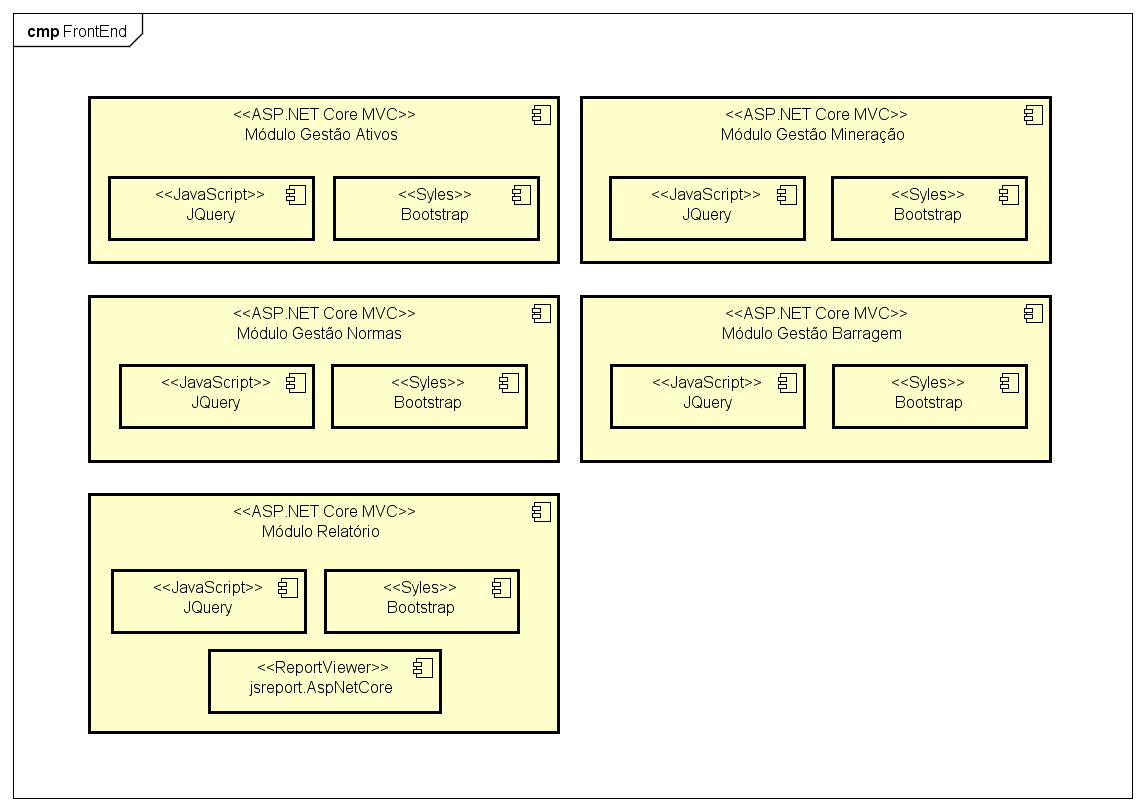 cmp FrontEnd
<<ASP.NET Core MVC>>
Módulo Gestão Ativos
<<JavaScript>>
JQuery
<<Syles>>
Bootstrap
<<ASP.NET Core MVC>>
Módulo Gestão Mineração
<<JavaScript>>
JQuery
<<Syles>>
Bootstrap
<<ASP.NET Core MVC>>
Módulo Gestão Normas
<<JavaScript>>
JQuery
<<Syles>>
Bootstrap
<<ASP.NET Core MVC>>
Módulo Gestão Barragem
<<JavaScript>>
JQuery
<<Syles>>
Bootstrap
<<ASP.NET Core MVC>>
Módulo Relatório
<<JavaScript>>
JQuery
<<Syles>>
Bootstrap
<<ReportViewer>>
jsreport.AspNetCore